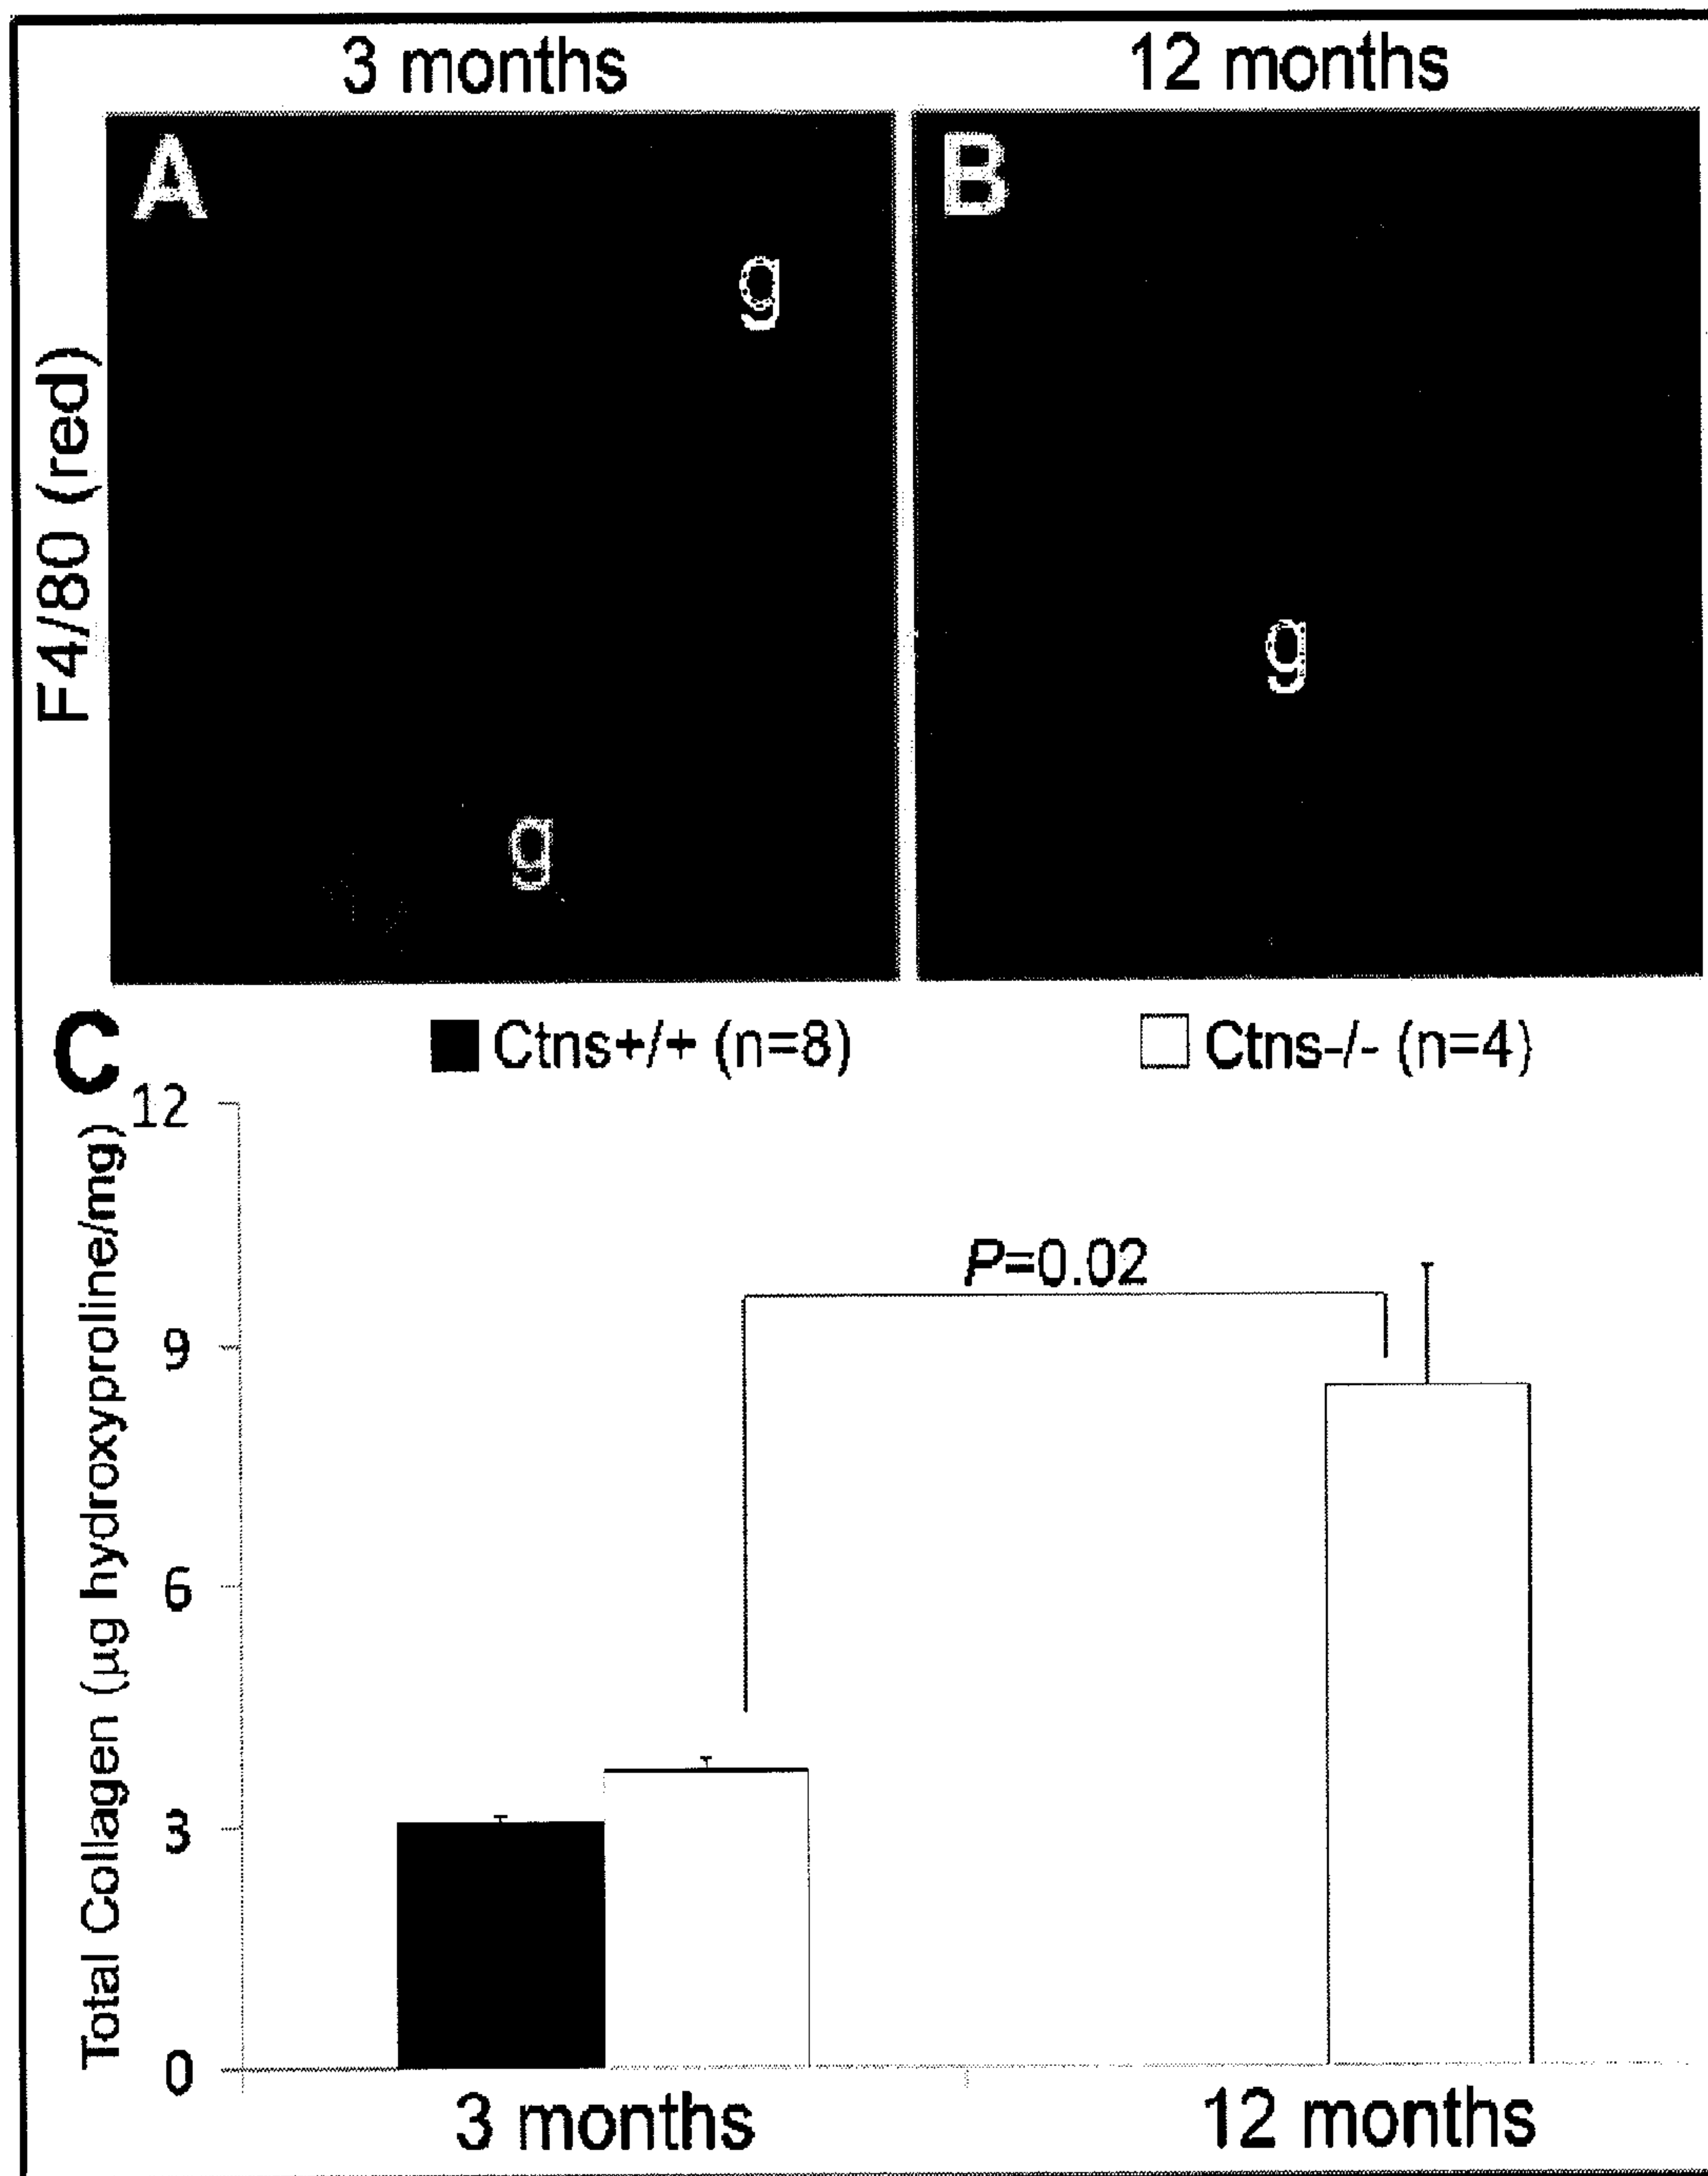 3 months
12 months
A
B
g
g
g
F4/80 (red)
C
Ctns+/+ (n=8)
Ctns-/- (n=4)
Total Collagen (µg hydroxyproline/mg)
12
9
6
3
0
P=0.02
3 months
12 months